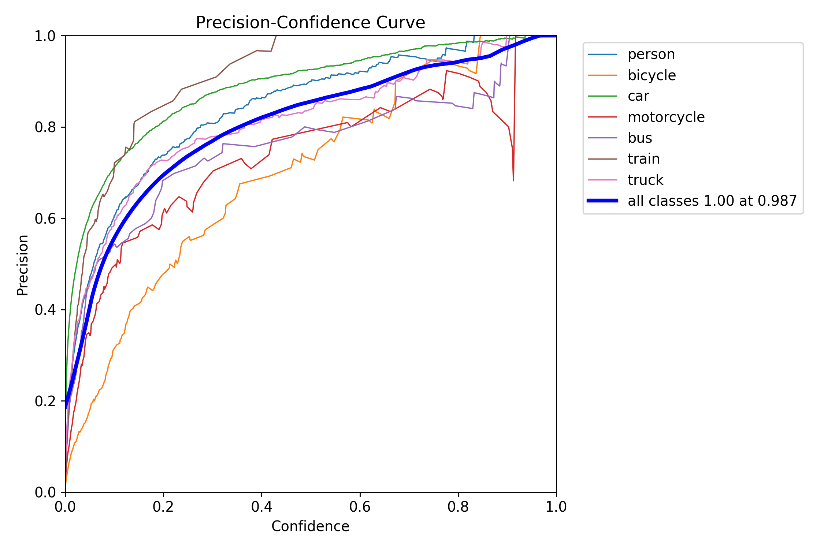 Precision-Confidence Curve
1.0
0.8
0.6
0.4
0.2
0.0
Precision
0.0 0.2 0.4 0.6 0.8 1.0
Confidence
person
bicycle
car
motorcycle
bus
train
truck
all classes 1.00 at 0.987